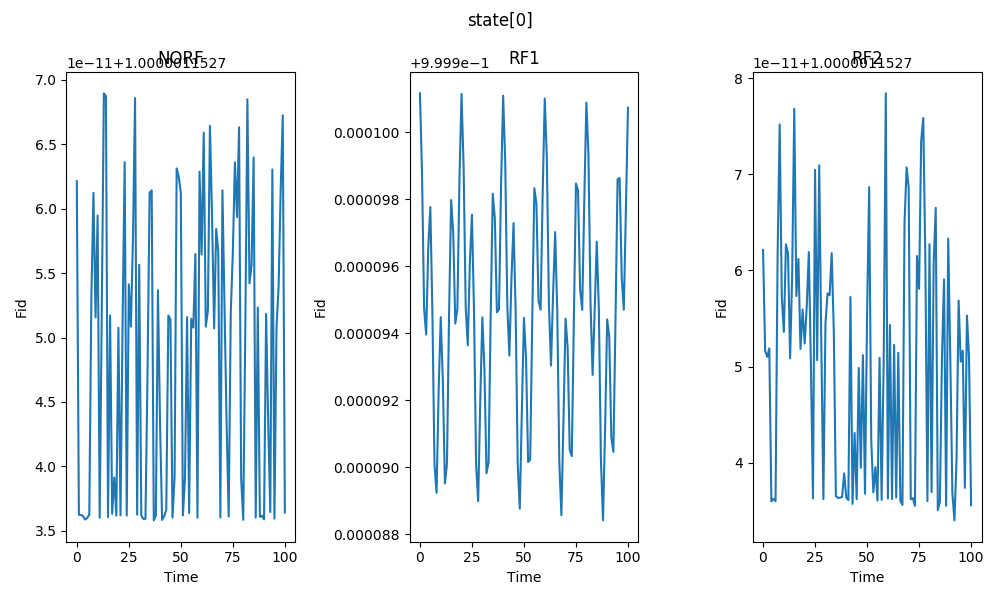 state[0]
NORF
1e-11+1.0000011527
7.0
6.5
6.0
5.5
5.0
4.5
4.0
3.5
Fid
0 25 50 75 100
Time
RF1
+9.999e-1
0.000100
0.000098
0.000096
0.000094
0.000092
0.000090
0.000088
Fid
0 25 50 75 100
Time
RF2
1e-11+1.0000011527
8
7
6
5
4
Fid
0 25 50 75 100
Time